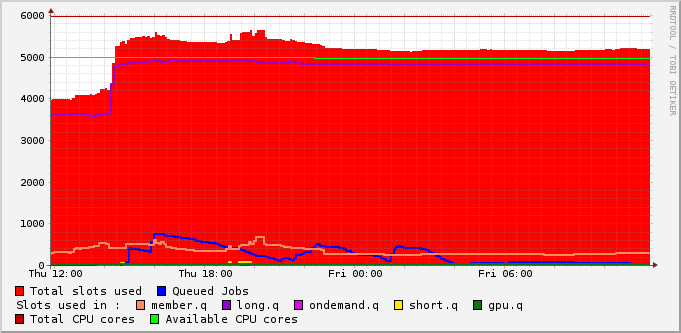 6000
5000
4000
3000
2000
1000
0
Thu 12:00 Thu 18:00 Fri 00:00 Fri 06:00
Total slots used Queued Jobs
Slots used in : member.q long.q ondemand.q short.q gpu.q
Total CPU cores Available CPU cores
RRDTOOL / TOBI OETIKER